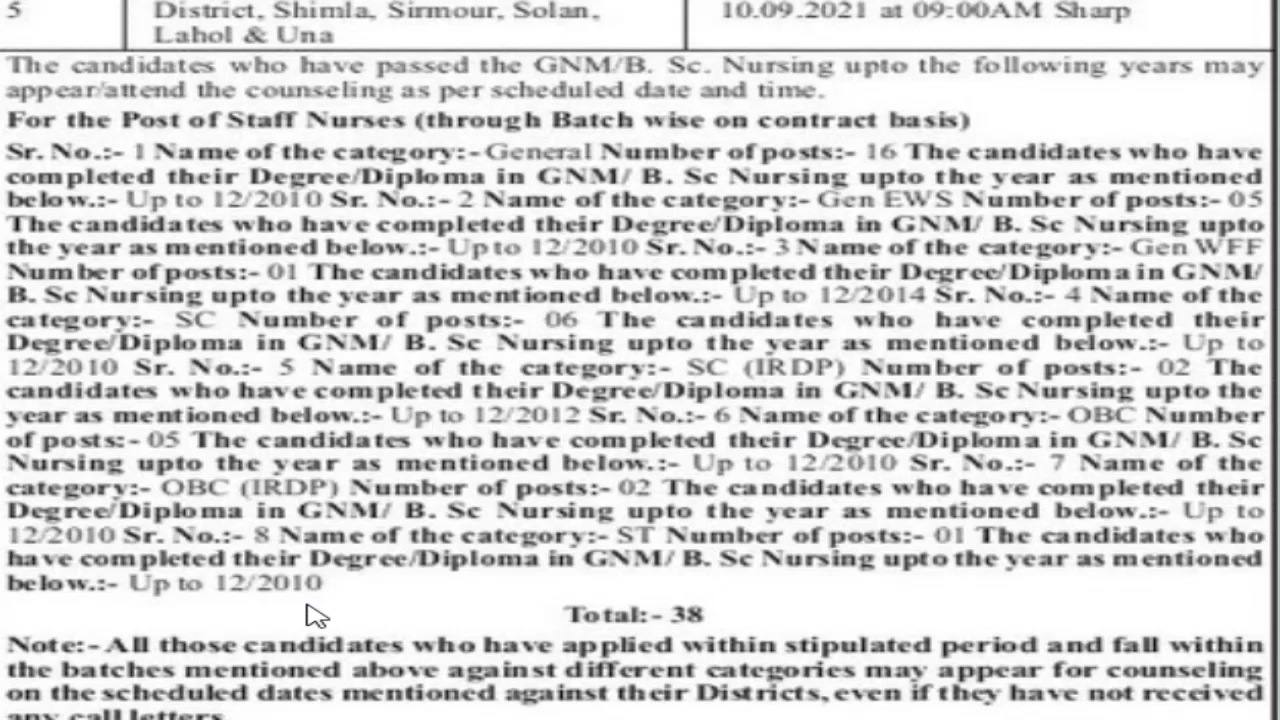 5 District, Shimla, Sirmour, Solan, 10.09.2021 at 09:00AM Sharp
Lahol & Una
The candidates who have passed the GNM/B. Sc. Nursing upto the following years may
appear/attend the counseling as per scheduled date and time.
For the Post of Staff Nurses (through Batch wise on contract basis)
Sr. No.:- 1 Name of the category:-General Number of posts:- 16 The candidates who have
completed their Degree/Diploma in GNM/ B. Sc Nursing upto the year as mentioned
below.:- Up to 12/2010 Sr. No.:- 2 Name of the category:- Gen EWS Number of posts:- 05
The candidates who have completed their Degree/Diploma in GNM/ B. Sc Nursing upto
the year as mentioned below.:- Up to 12/2010 Sr. No.:- 3 Name of the category:- Gen WFF
Number of posts:- 01 The candidates who have completed their Degree/Diploma in GNM/
B. Sc Nursing upto the year as mentioned below.:- Up to 12/2014 Sr. No.:- 4 Name of the
category:- SC Number of posts:- 06 The candidates who have completed their
Degree/Diploma in GNM/ B. Sc Nursing upto the year as mentioned below.:- Up to
12/2010 Sr. No.:- 5 Name of the category:- SC (IRDP) Number of posts:- 02 The
candidates who have completed their Degree/Diploma in GNM/ B. Sc Nursing upto the
year as mentioned below.:- Up to 12/2012 Sr. No.:- 6 Name of the category:- OBC Number
of posts:- 05 The candidates who have completed their Degree/Diploma in GNM/ B. Sc
Nursing upto the year as mentioned below.:- Up to 12/2010 Sr. No.:- 7 Name of the
category:- OBC (IRDP) Number of posts:- 02 The candidates who have completed their
Degree/Diploma in GNM/ B. Sc Nursing upto the year as mentioned below.:- Up to
12/2010 Sr. No.:- 8 Name of the category:- ST Number of posts:- 01 The candidates who
have completed their Degree/Diploma in GNM/ B. Sc Nursing upto the year as mentioned
below.:- Up to 12/2010
Total:- 38
Note:- All those candidates who have applied within stipulated period and fall within
the batches mentioned above against different categories may appear for counseling
on the scheduled dates mentioned against their Districts, even if they have not received
any call letters.